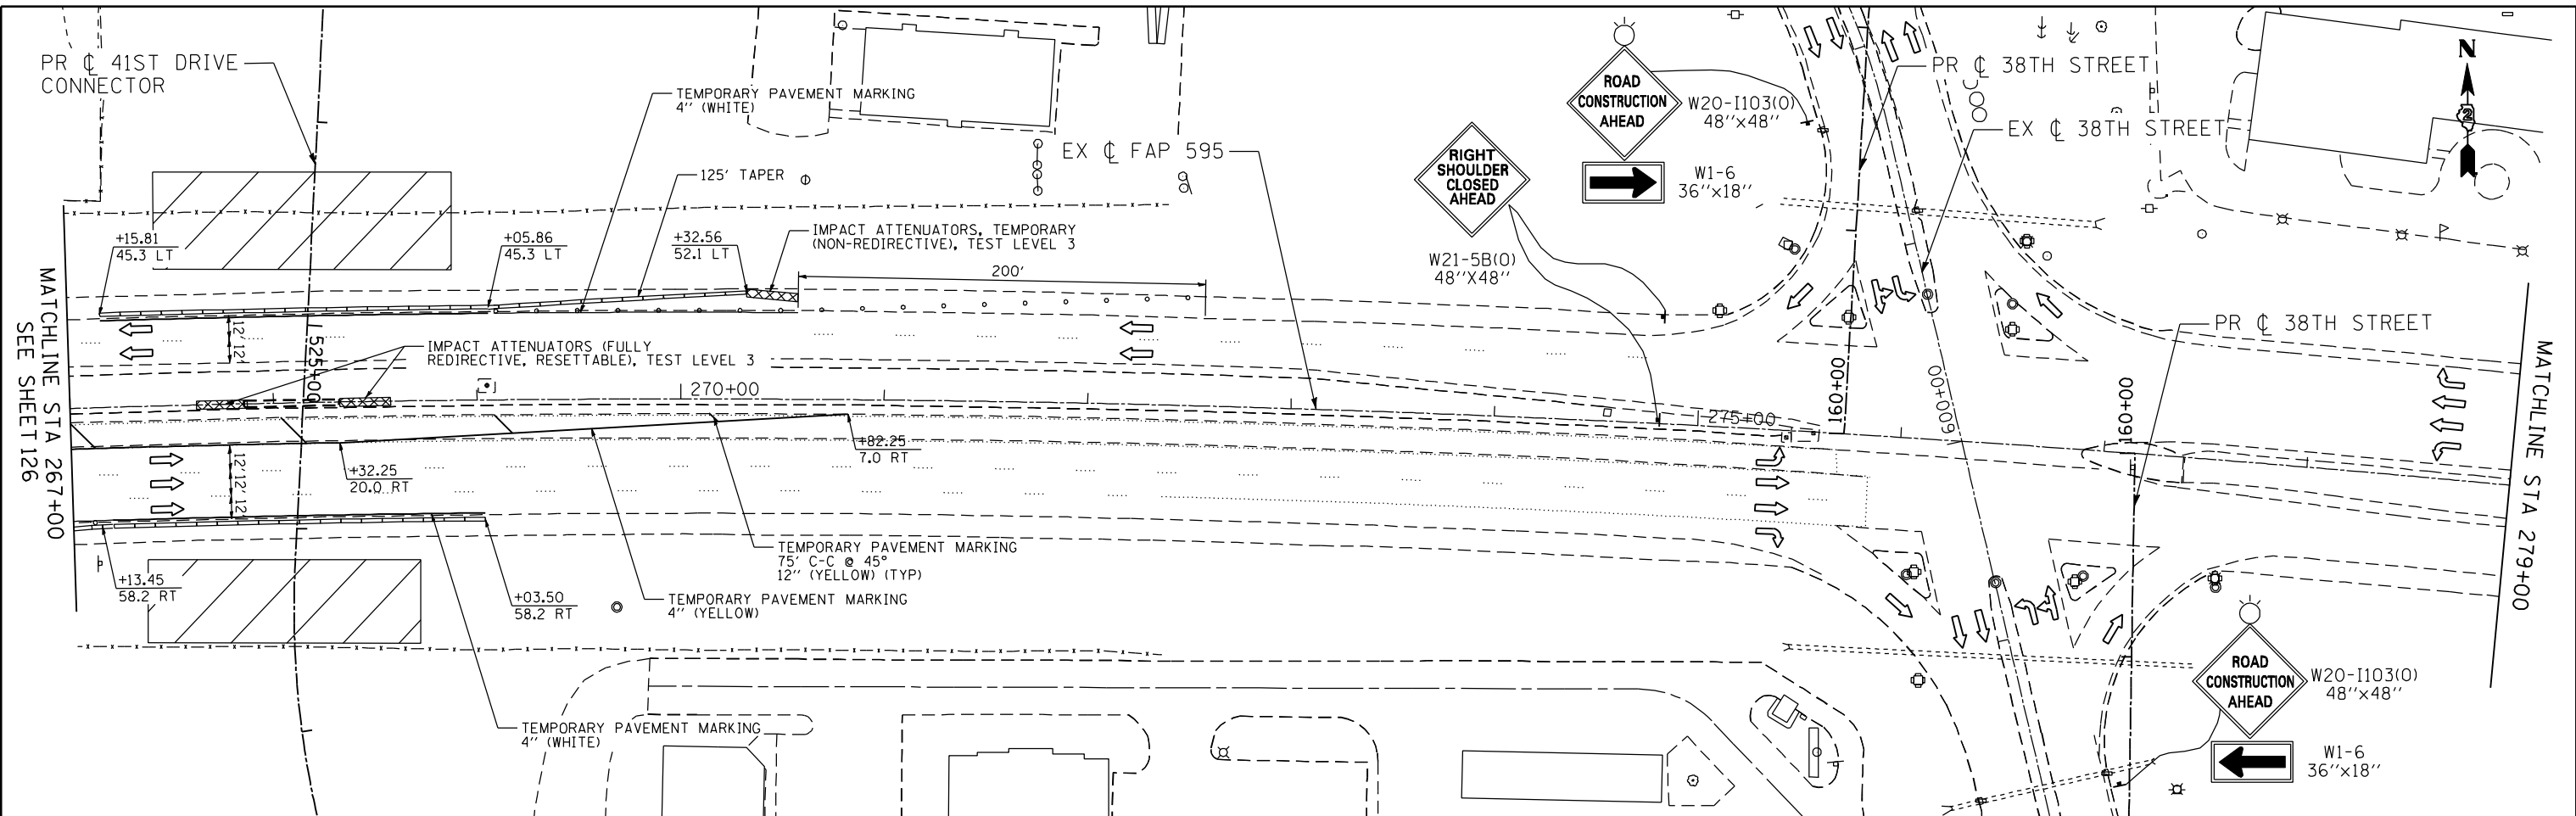 PR ℄ 41ST DRIVE
CONNECTOR
TEMPORARY PAVEMENT MARKING
4'' (WHITE)
125' TAPER
EX ℄ FAP 595
ROAD
CONSTRUCTION
AHEAD
W20-I103(O)
48''x48''
W1-6
36''x18''
RIGHT
SHOULDER
CLOSED
AHEAD
W21-5B(O)
48''X48''
PR ℄ 38TH STREET
EX ℄ 38TH STREET
N
2
+15.81
45.3 LT
+05.86
45.3 LT
+32.56
52.1 LT
IMPACT ATTENUATORS, TEMPORARY
(NON-REDIRECTIVE), TEST LEVEL 3
200'
MATCHLINE STA 267+00
SEE SHEET 126
12'
12'
525+00
IMPACT ATTENUATORS (FULLY
REDIRECTIVE, RESETTABLE), TEST LEVEL 3
270+00
275+00
160+00
600+00
160+00
PR ℄ 38TH STREET
MATCHLINE STA 279+00
+82.25
7.0 RT
+32.25
20.0 RT
12'
12'
12'
+13.45
58.2 RT
+03.50
58.2 RT
TEMPORARY PAVEMENT MARKING
75' C-C @ 45°
12'' (YELLOW) (TYP)
TEMPORARY PAVEMENT MARKING
4'' (YELLOW)
TEMPORARY PAVEMENT MARKING
4'' (WHITE)
ROAD
CONSTRUCTION
AHEAD
W20-I103(O)
48''x48''
W1-6
36''x18''